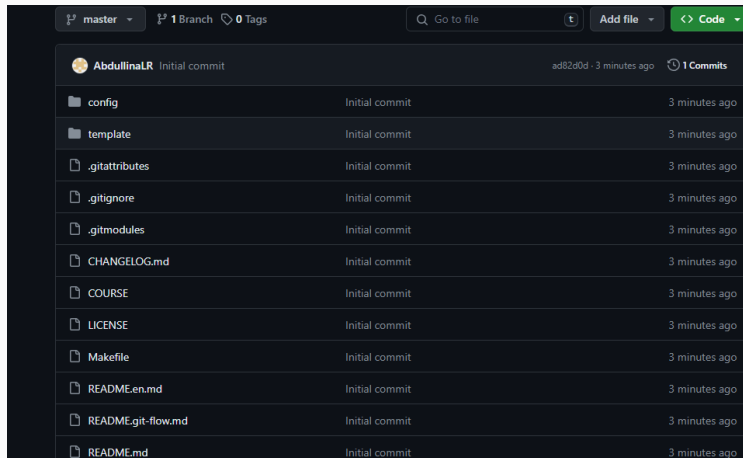 master 1 Branch 0 Tags Go to file t Add file Code
AbdullinaLR Initial commit ad82d0d · 3 minutes ago 1 Commits
config Initial commit 3 minutes ago
template Initial commit 3 minutes ago
.gitattributes Initial commit 3 minutes ago
.gitignore Initial commit 3 minutes ago
.gitmodules Initial commit 3 minutes ago
CHANGELOG.md Initial commit 3 minutes ago
COURSE Initial commit 3 minutes ago
LICENSE Initial commit 3 minutes ago
Makefile Initial commit 3 minutes ago
README.en.md Initial commit 3 minutes ago
README.git-flow.md Initial commit 3 minutes ago
README.md Initial commit 3 minutes ago